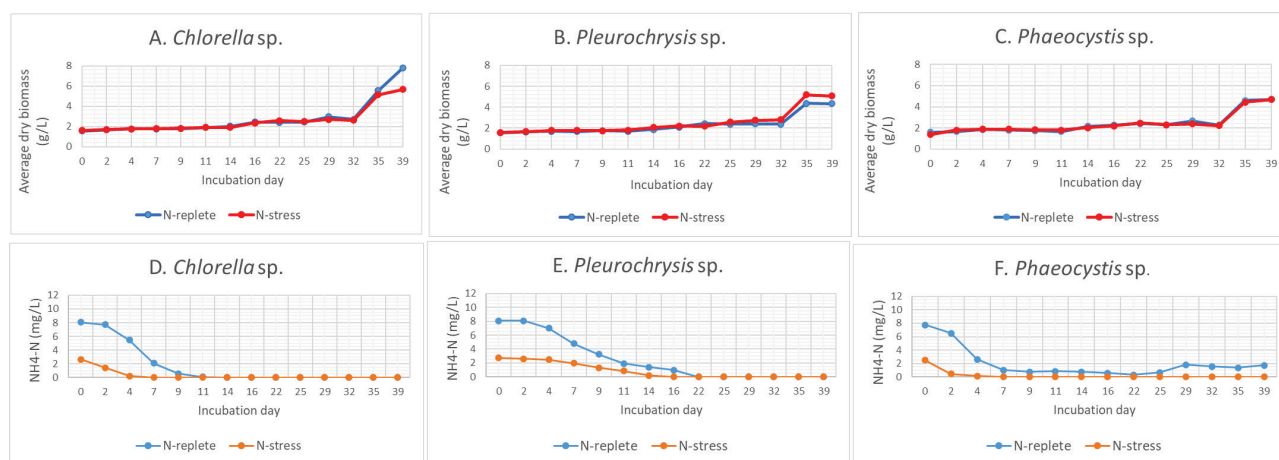 A. Chlorella sp.
Average dry biomass
(g/L)
8
6
4
2
0
0 2 4 7 9 11 14 16 22 25 29 32 35 39
Incubation day
N-replete N-stress
B. Pleurochrysis sp.
Average dry biomass
(g/L)
8
6
4
2
0
0 2 4 7 9 11 14 16 22 25 29 32 35 39
Incubation day
N-replete N-stress
C. Phaeocystis sp.
Average dry biomass
(g/L)
8
6
4
2
0
0 2 4 7 9 11 14 16 22 25 29 32 35 39
Incubation day
N-replete N-stress
D. Chlorella sp.
NH4-N (mg/L)
12
10
8
6
4
2
0
0 2 4 7 9 11 14 16 22 25 29 32 35 39
Incubation day
N-replete N-stress
E. Pleurochrysis sp.
NH4-N (mg/L)
12
10
8
6
4
2
0
0 2 4 7 9 11 14 16 22 25 29 32 35 39
Incubation day
N-replete N-stress
F. Phaeocystis sp.
NH4-N (mg/L)
12
10
8
6
4
2
0
0 2 4 7 9 11 14 16 22 25 29 32 35 39
Incubation day
N-replete N-stress